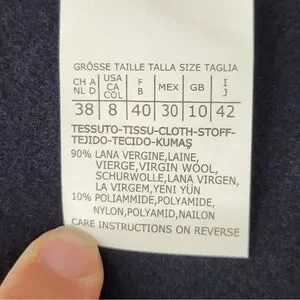 GRÖSSE TAILLE TALLA SIZE TAGLIA
CH A NL D USA CA COL F B MEX GB I J
38 8 40 30 10 42
TESSUTO-TISSU-CLOTH-STOFF-
TEJIDO-TECIDO-KUMAŞ
90% LANA VERGINE,LAINE,
VIERGE,VIRGIN WOOL,
SCHURWOLLE,LANA VIRGEN,
LA VIRGEM,YENİ YÜN
10% POLIAMMIDE,POLYAMIDE,
NYLON,POLYAMID,NAILON
CARE INSTRUCTIONS ON REVERSE